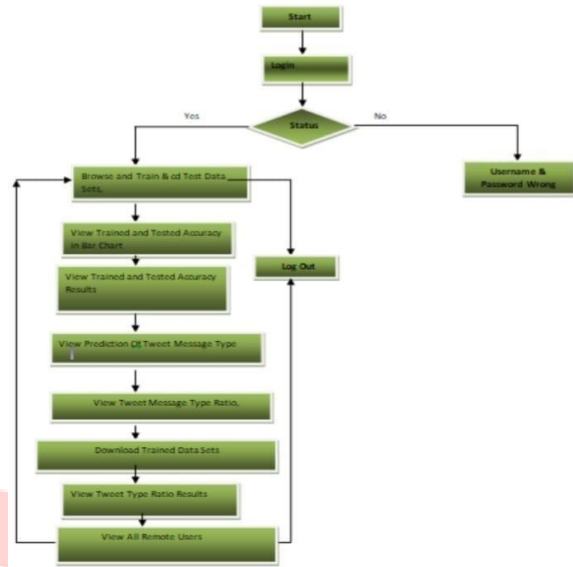 Start
Login
Status
Yes
No
Username &
Password Wrong
Browse and Train & cd Test Data
Sets,
View Trained and Tested Accuracy
in Bar Chart
Log Out
View Trained and Tested Accuracy
Results
View Prediction Of Tweet Message Type
View Tweet Message Type Ratio,
Download Trained Data Sets
View Tweet Type Ratio Results
View All Remote Users